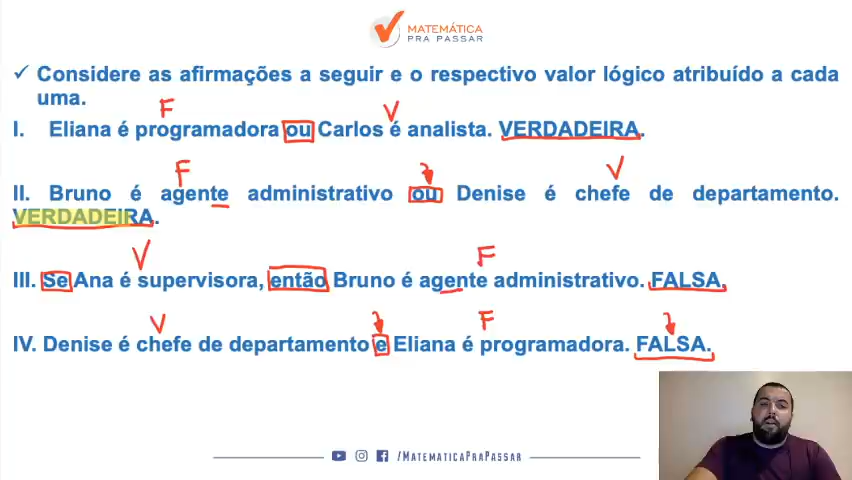 MATEMÁTICA
PRA PASSAR
✓ Considere as afirmações a seguir e o respectivo valor lógico atribuído a cada
uma.
F V
I. Eliana é programadora ou Carlos é analista. VERDADEIRA.
F V
II. Bruno é agente administrativo ou Denise é chefe de departamento.
VERDADEIRA.
V F
III. Se Ana é supervisora, então Bruno é agente administrativo. FALSA.
V F
IV. Denise é chefe de departamento e Eliana é programadora. FALSA.
/MATEMATICAPRAPASSAR